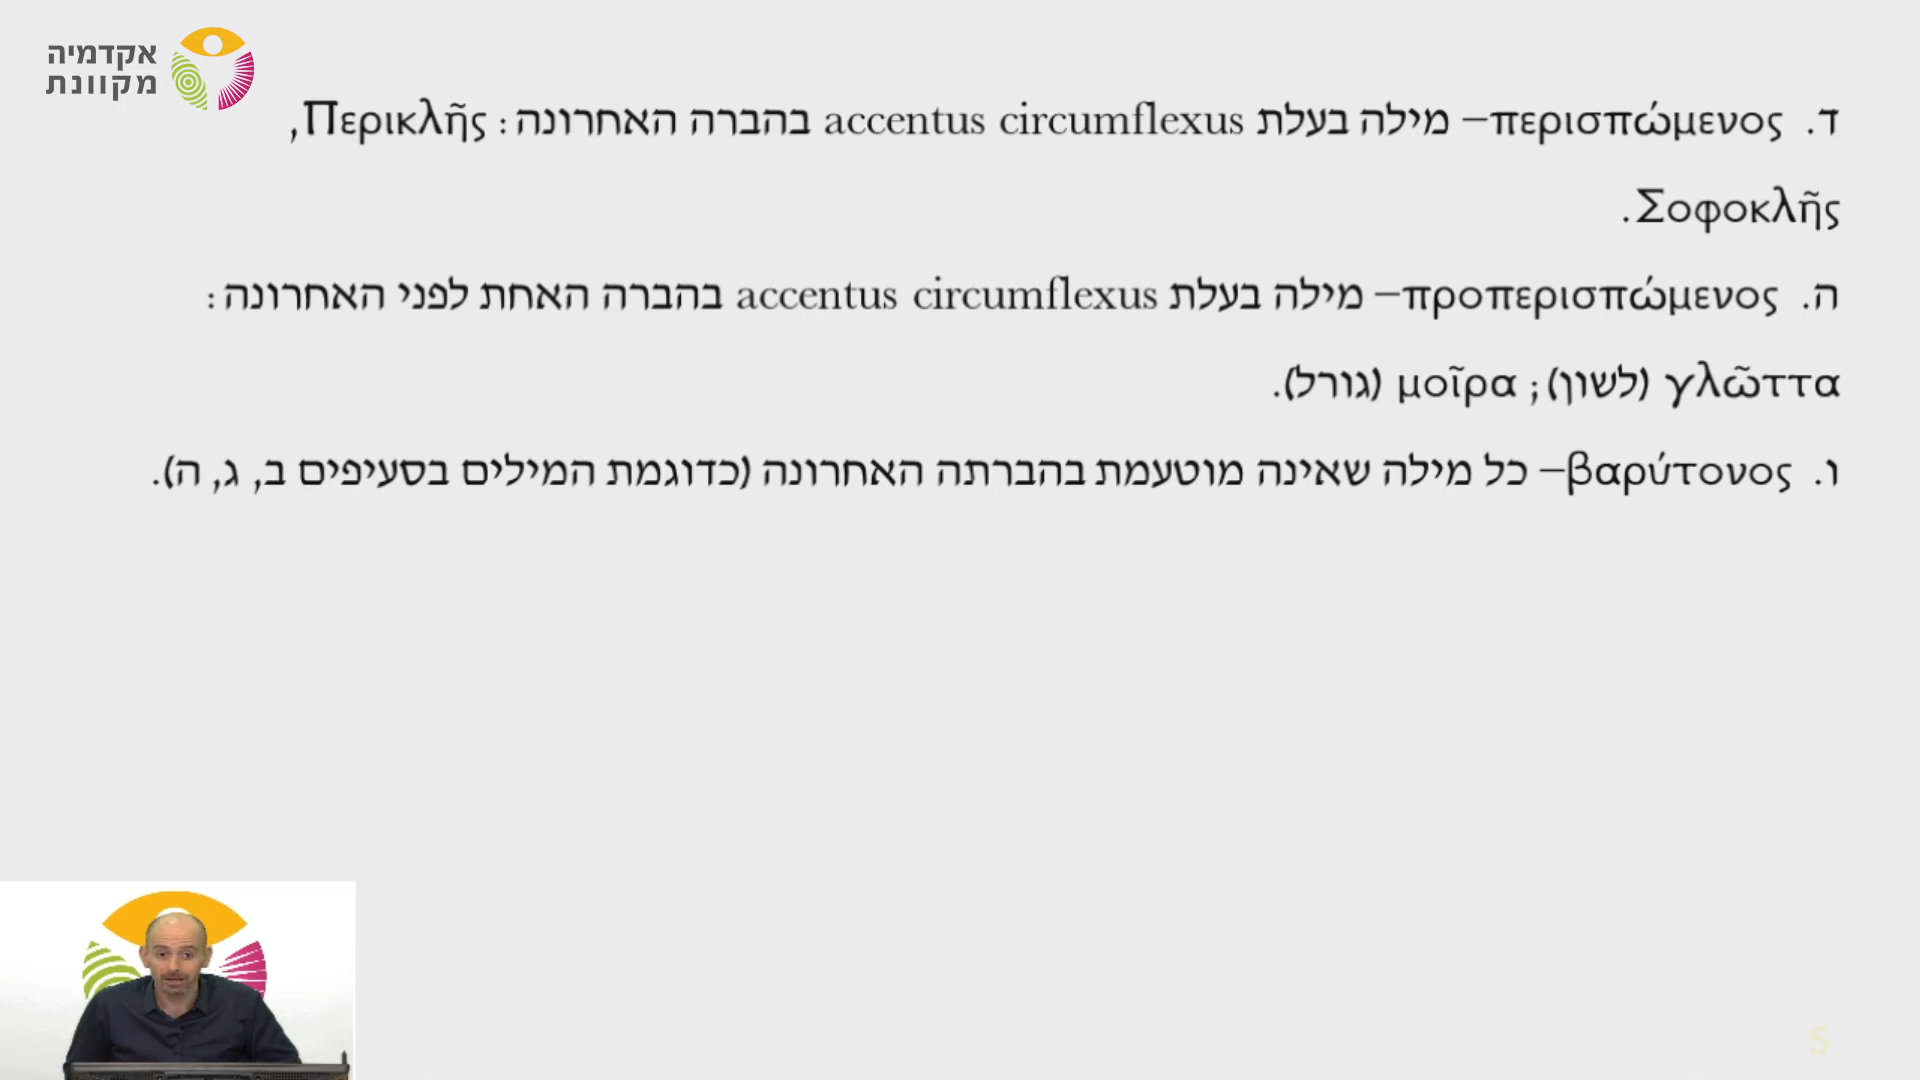 אקדמיה
מקוונת
ד. περισπώμενος– מילה בעלת accentus circumflexus בהברה האחרונה: Περικλῆς,
Σοφοκλῆς.
ה. προπερισπώμενος– מילה בעלת accentus circumflexus בהברה האחת לפני האחרונה:
γλῶττα (לשון); μοῖρα (גורל).
ו. βαρύτονος– כל מילה שאינה מוטעמת בהברתה האחרונה (כדוגמת המילים בסעיפים ב, ג, ה).
5